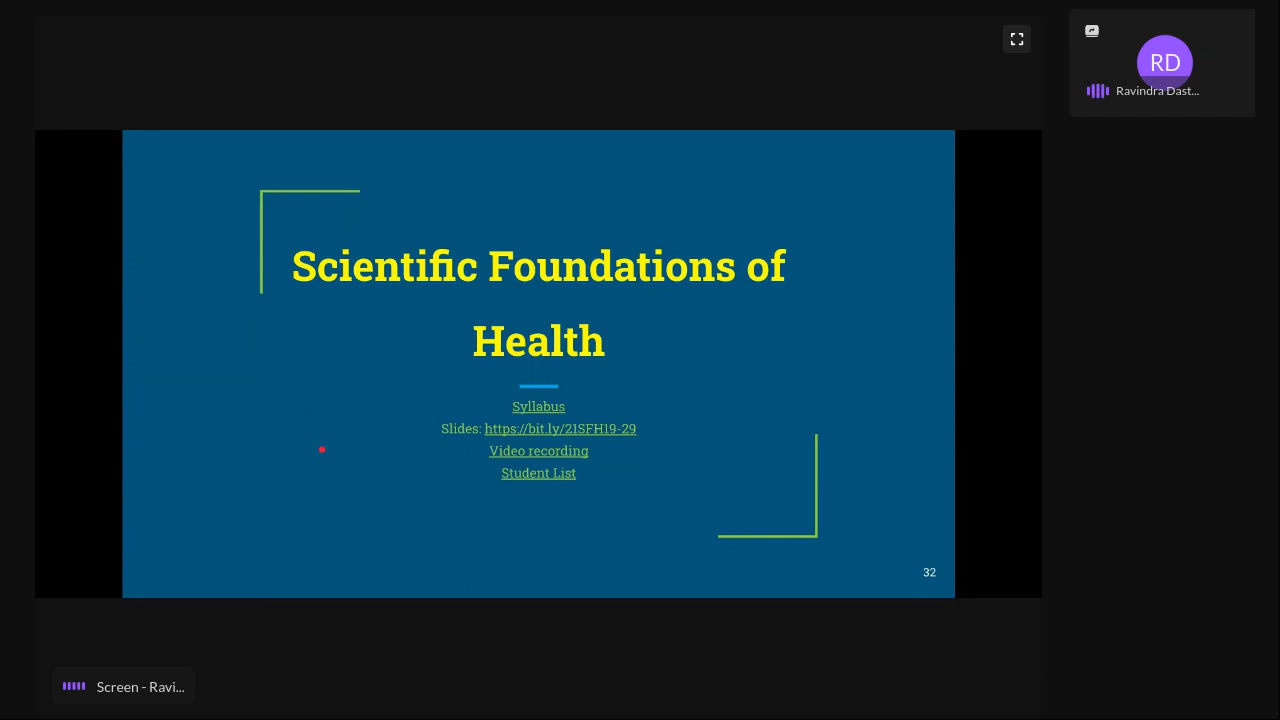 RD
Ravindra Dast...
Scientific Foundations of
Health
Syllabus
Slides: https://bit.ly/21SFH19-29
Video recording
Student List
32
Screen - Ravi...